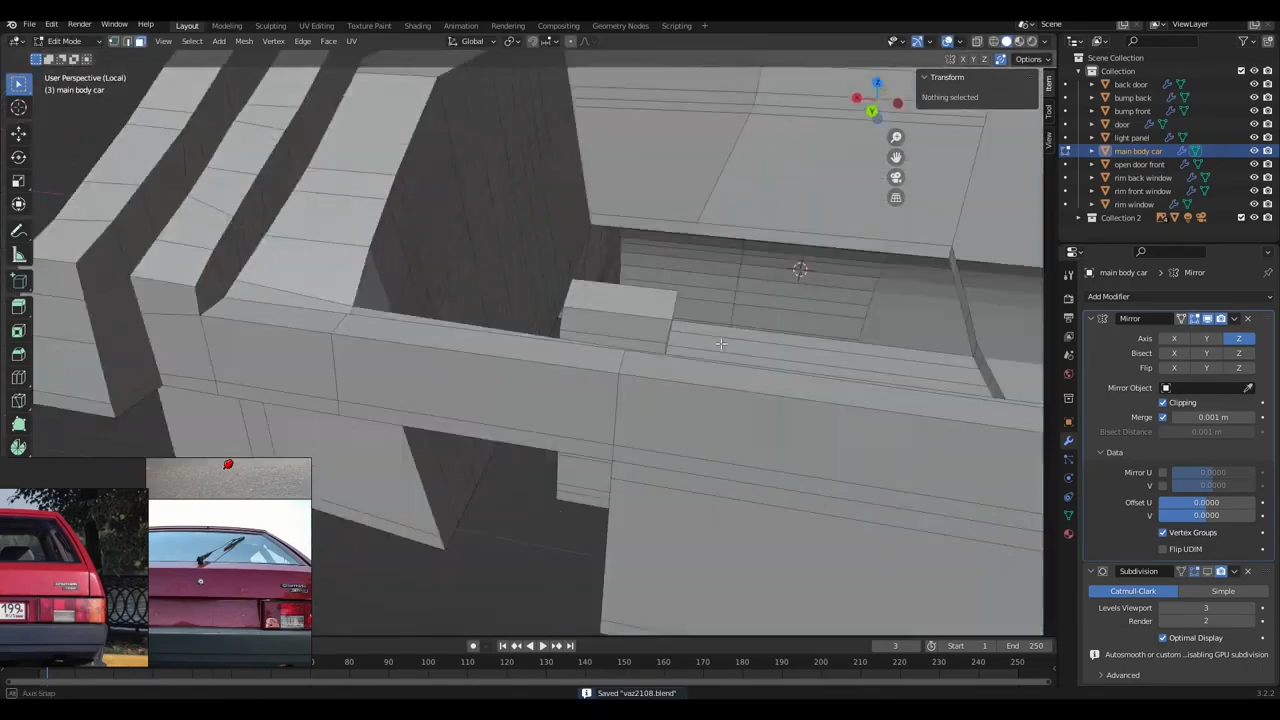 File Edit Render Window Help Layout Modeling Sculpting UV Editing Texture Paint Shading Animation Rendering Compositing Geometry Nodes Scripting + Scene ViewLayer
Edit Mode View Select Add Mesh Vertex Edge Face UV Global
X Y Z Options
User Perspective (Local)
(3) main body car
Transform
Nothing selected
Item
Tool
View
Scene Collection
Collection
back door
bump back
bump front
door
light panel
main body car
open door front
rim back window
rim front window
rim window
Collection 2
main body car Mirror
Add Modifier
Mirror
Axis X Y Z
Bisect X Y Z
Flip X Y Z
Mirror Object
Clipping
Merge 0.001 m
Bisect Distance 0.001 m
Data
Mirror U 0.0000
V 0.0000
Offset U 0.0000
V 0.0000
Vertex Groups
Flip UDIM
Subdivision
Catmull-Clark Simple
Levels Viewport 3
Render 2
Optimal Display
Autosmooth or custom ..isabling GPU subdivision
Advanced
199
3 Start 1 End 250
80 90 100 110 120 130 140 150 160 170 180 190 200 210 220 230 240 250
Axis Snap Saved "vaz2108.blend" 3.2.2